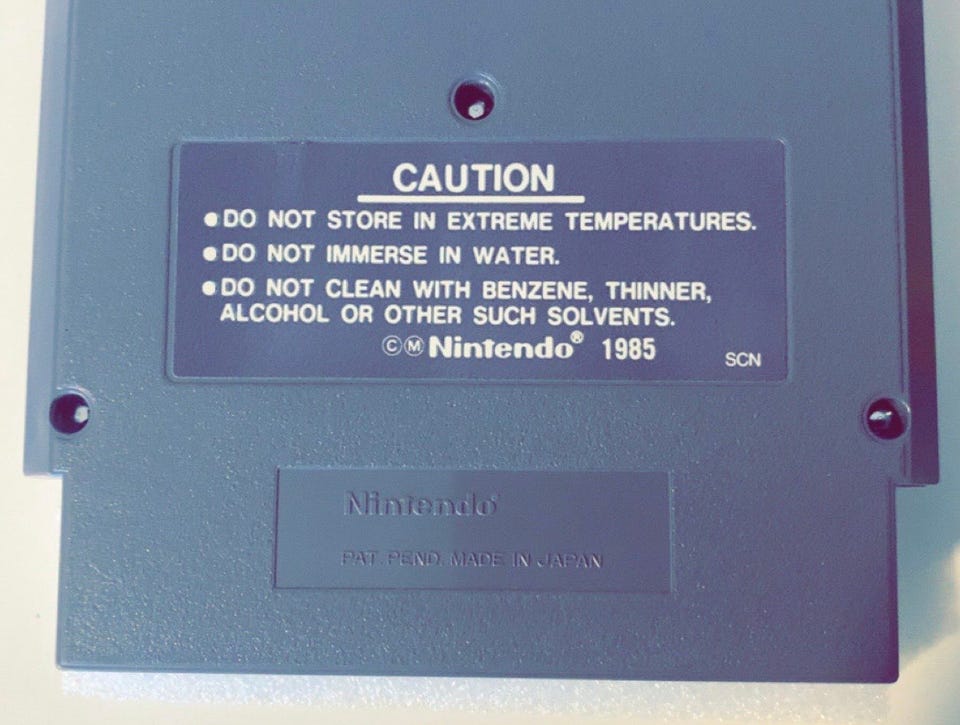 CAUTION
●DO NOT STORE IN EXTREME TEMPERATURES.
●DO NOT IMMERSE IN WATER.
●DO NOT CLEAN WITH BENZENE, THINNER,
ALCOHOL OR OTHER SUCH SOLVENTS.
ⒸⓂNintendo® 1985 SCN
Nintendo®
PAT. PEND. MADE IN JAPAN